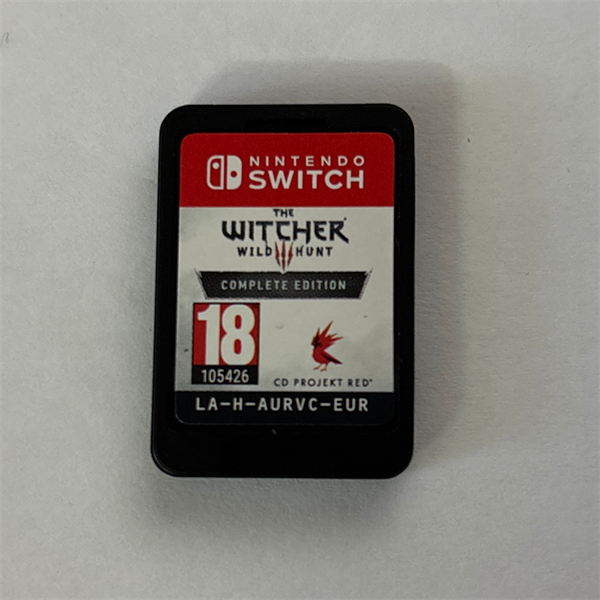 NINTENDO
SWITCH
THE
WITCHER
WILD HUNT
COMPLETE EDITION
18
105426
CD PROJEKT RED®
LA-H-AURVC-EUR